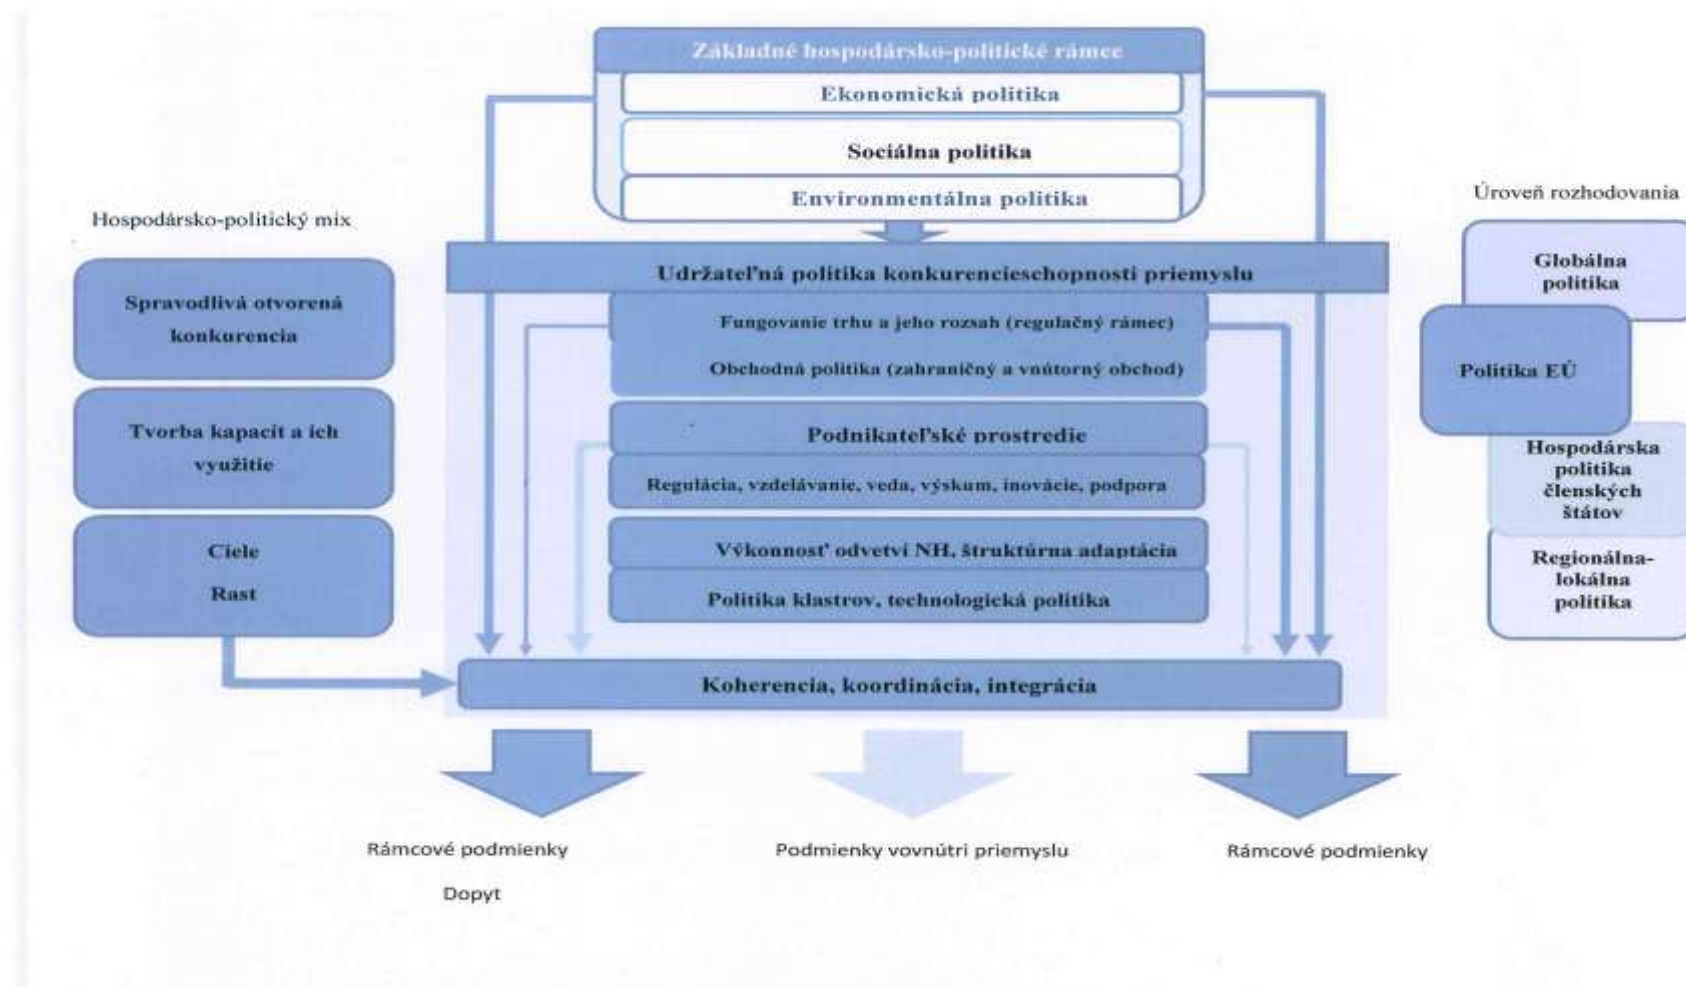 Základné hospodársko-politické rámce
Ekonomická politika
Sociálna politika
Environmentálna politika
Hospodársko-politický mix
Spravodlivá otvorená
konkurencia
Tvorba kapacít a ich
využitie
Ciele
Rast
Udržateľná politika konkurencieschopnosti priemyslu
Fungovanie trhu a jeho rozsah (regulačný rámec)
Obchodná politika (zahraničný a vnútorný obchod)
Podnikateľské prostredie
Regulácia, vzdelávanie, veda, výskum, inovácie, podpora
Výkonnosť odvetví NH, štruktúrna adaptácia
Politika klastrov, technologická politika
Koherencia, koordinácia, integrácia
Úroveň rozhodovania
Globálna
politika
Politika EÚ
Hospodárska
politika
členských
štátov
Regionálna-
lokálna
politika
Rámcové podmienky
Dopyt
Podmienky vovnútri priemyslu
Rámcové podmienky